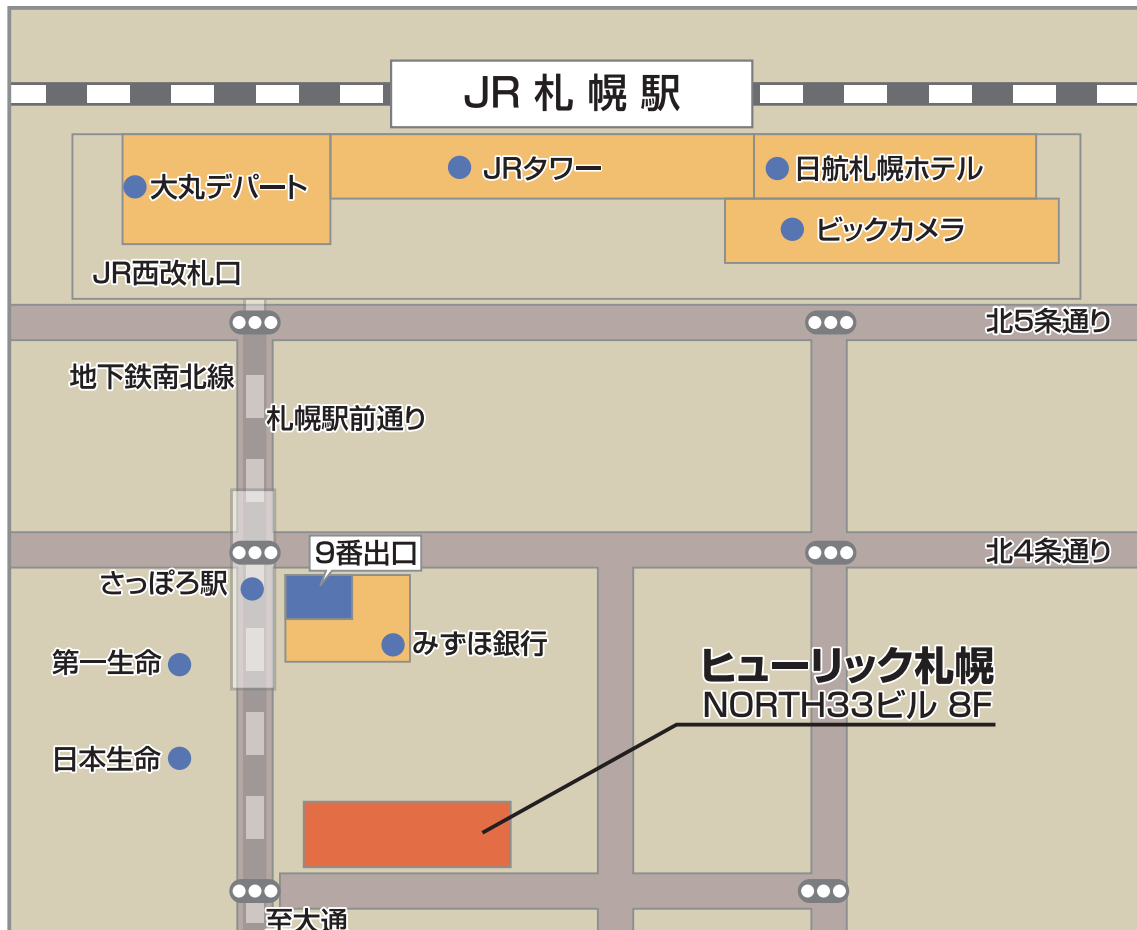 JR札幌駅
大丸デパート
JRタワー
日航札幌ホテル
ビックカメラ
JR西改札口
北5条通り
地下鉄南北線
札幌駅前通り
9番出口
北4条通り
さっぽろ駅
みずほ銀行
第一生命
ヒューリック札幌
NORTH33ビル 8F
日本生命
至大通